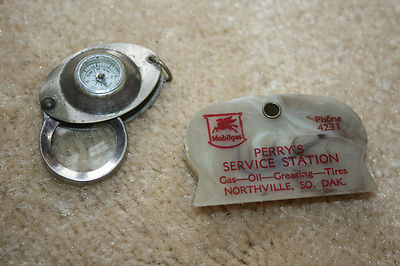 Mobilgas
Phone
4231
PERRY'S
SERVICE STATION
Gas—Oil—Greasing—Tires
NORTHVILLE, SO. DAK.